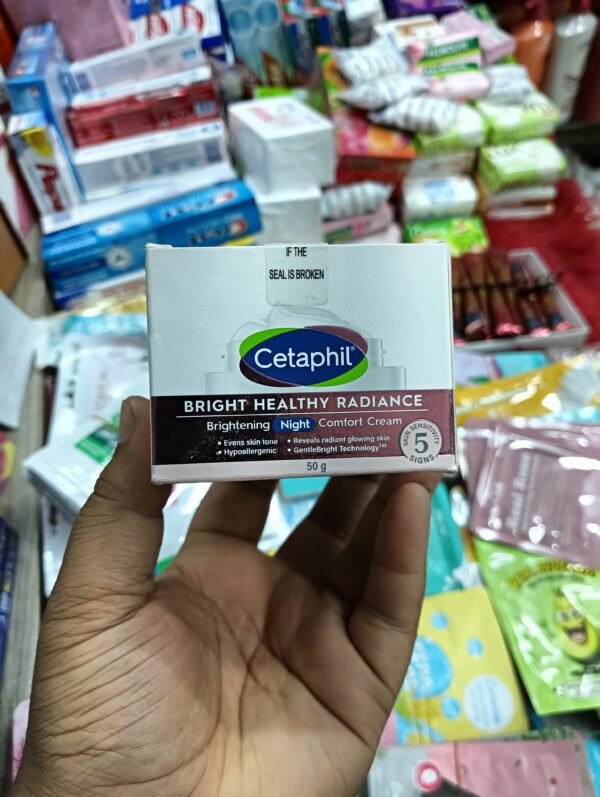 IF THE
SEAL IS BROKEN
Cetaphil®
BRIGHT HEALTHY RADIANCE
Brightening Night Comfort Cream
• Evens skin tone • Reveals radiant glowing skin
• Hypoallergenic • GentleBright Technology™
SKIN SENSITIVITY
5
SIGNS
50 g